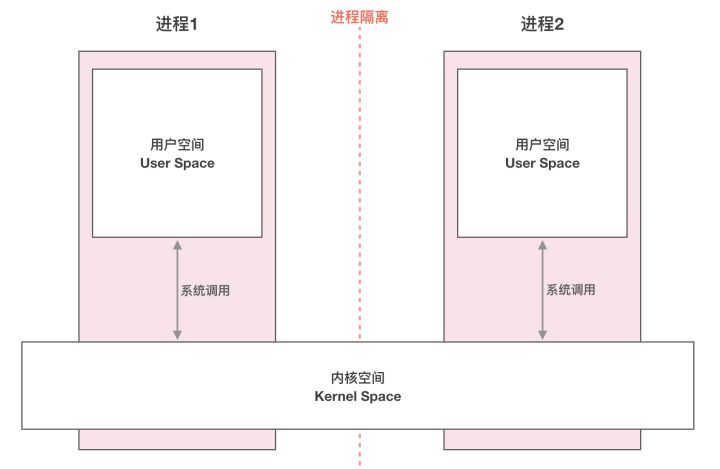 进程隔离
进程1
进程2
用户空间
User Space
用户空间
User Space
系统调用
系统调用
内核空间
Kernel Space